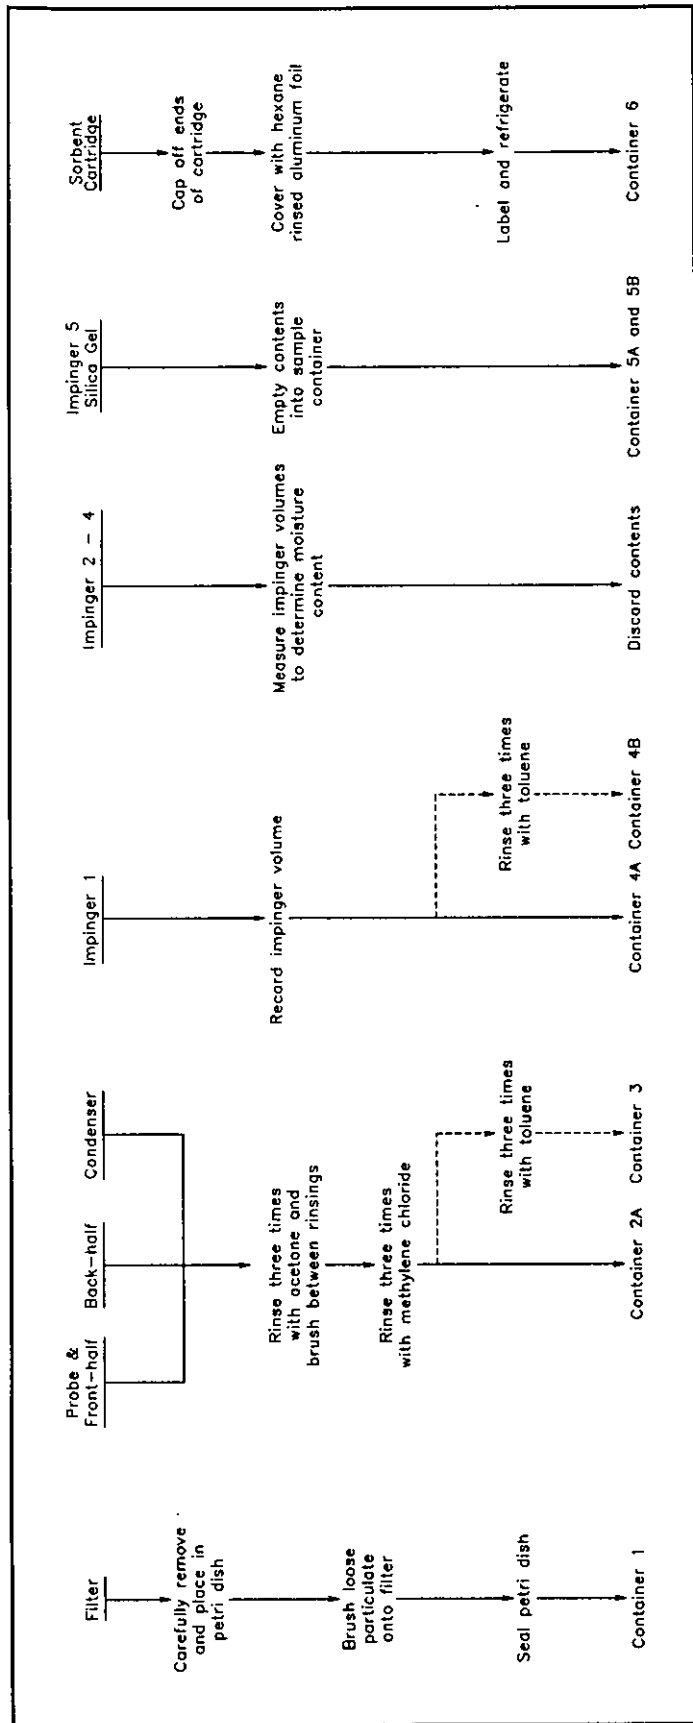 Filter
Carefully remove
and place in
petri dish
Brush loose
particulate
onto filter
Seal petri dish
Container 1
Probe &
Front-half
Back-half
Condenser
Rinse three times
with acetone and
brush between rinsings
Rinse three times
with methylene chloride
Rinse three times
with toluene
Container 2A
Container 3
Impinger 1
Record impinger volume
Rinse three times
with toluene
Container 4A
Container 4B
Impinger 2 - 4
Measure impinger volumes
to determine moisture
content
Discard contents
Impinger 5
Silica Gel
Empty contents
into sample
container
Container 5A and 5B
Sorbent
Cartridge
Cap off ends
of cartridge
Cover with hexane
rinsed aluminum foil
Label and refrigerate
Container 6